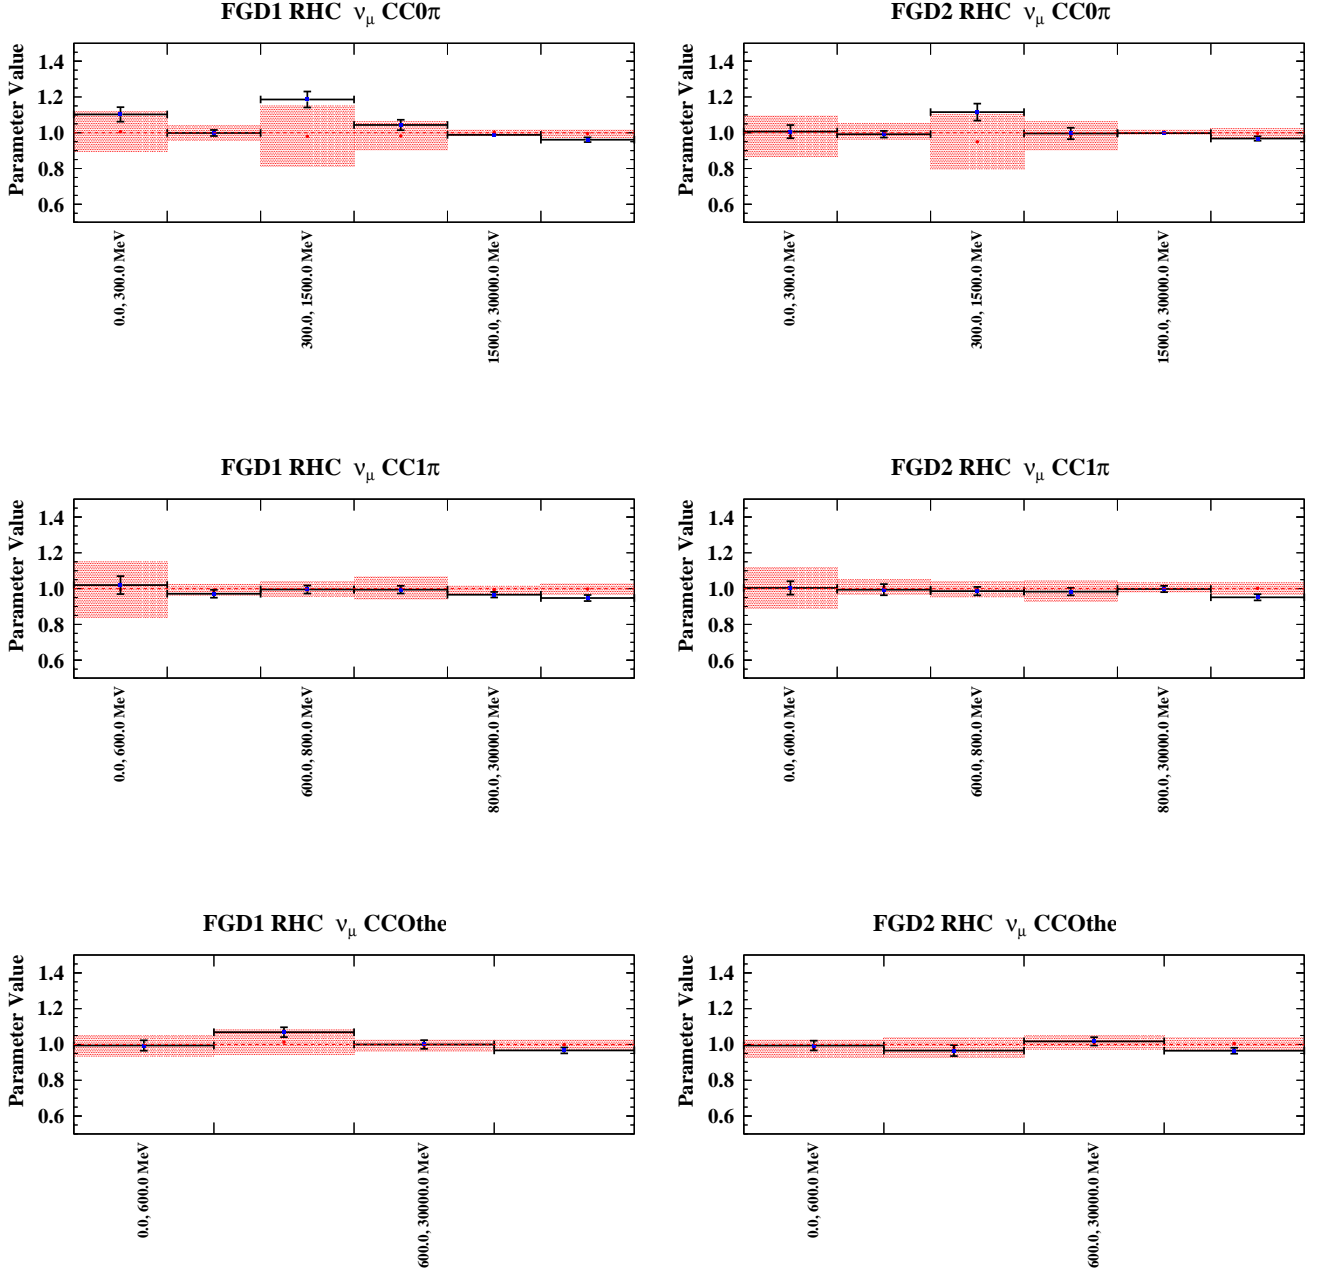 FGD1 RHC ν_μ CC0π
Parameter Value
1.4
1.2
1.0
0.8
0.6
0.0, 300.0 MeV
300.0, 1500.0 MeV
1500.0, 30000.0 MeV
FGD2 RHC ν_μ CC0π
Parameter Value
1.4
1.2
1.0
0.8
0.6
0.0, 300.0 MeV
300.0, 1500.0 MeV
1500.0, 30000.0 MeV
FGD1 RHC ν_μ CC1π
Parameter Value
1.4
1.2
1.0
0.8
0.6
0.0, 600.0 MeV
600.0, 800.0 MeV
800.0, 30000.0 MeV
FGD2 RHC ν_μ CC1π
Parameter Value
1.4
1.2
1.0
0.8
0.6
0.0, 600.0 MeV
600.0, 800.0 MeV
800.0, 30000.0 MeV
FGD1 RHC ν_μ CCOthe
Parameter Value
1.4
1.2
1.0
0.8
0.6
0.0, 600.0 MeV
600.0, 30000.0 MeV
FGD2 RHC ν_μ CCOthe
Parameter Value
1.4
1.2
1.0
0.8
0.6
0.0, 600.0 MeV
600.0, 30000.0 MeV